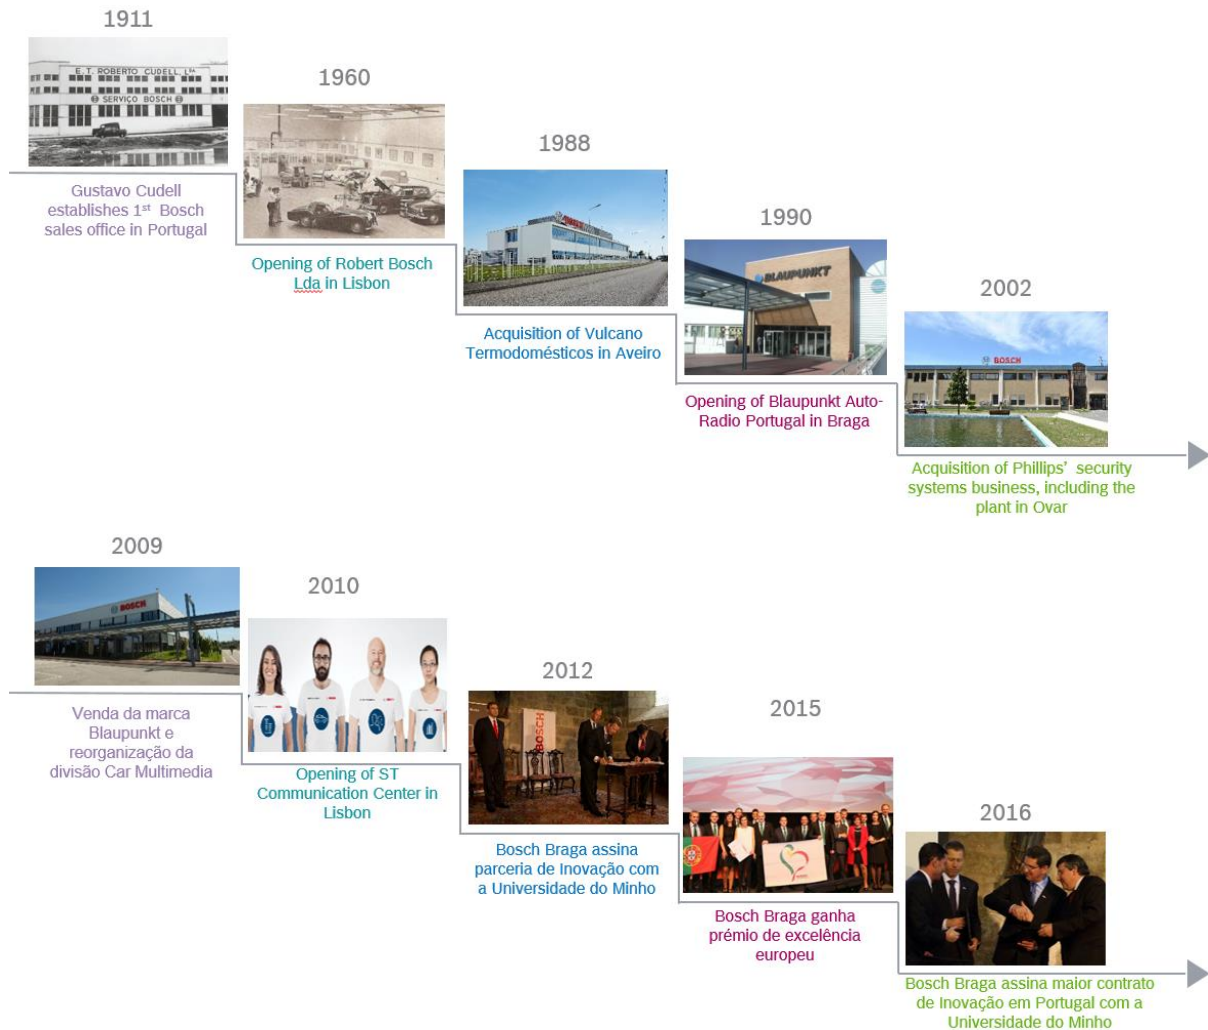 1911
E.T. ROBERTO CUDELL, LDA
SERVIÇO BOSCH
Gustavo Cudell
establishes 1st Bosch
sales office in Portugal
1960
Opening of Robert Bosch
Lda in Lisbon
1988
Acquisition of Vulcano
Termodomésticos in Aveiro
1990
BLAUPUNKT
Opening of Blaupunkt Auto-
Radio Portugal in Braga
2002
BOSCH
Acquisition of Phillips' security
systems business, including the
plant in Ovar
2009
BOSCH
Venda da marca
Blaupunkt e
reorganização da
divisão Car Multimedia
2010
Opening of ST
Communication Center in
Lisbon
2012
BOSCH
Bosch Braga assina
parceria de Inovação com
a Universidade do Minho
2015
Bosch Braga ganha
prémio de excelência
europeu
2016
Bosch Braga assina maior contrato
de Inovação em Portugal com a
Universidade do Minho